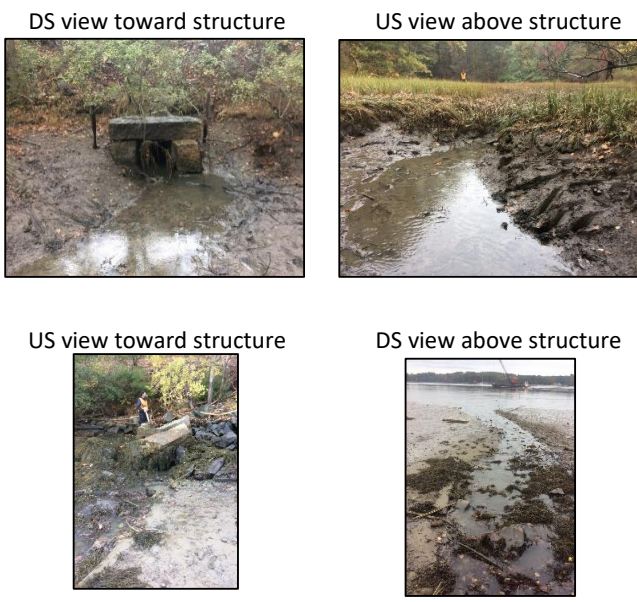 DS view toward structure
US view above structure
US view toward structure
DS view above structure